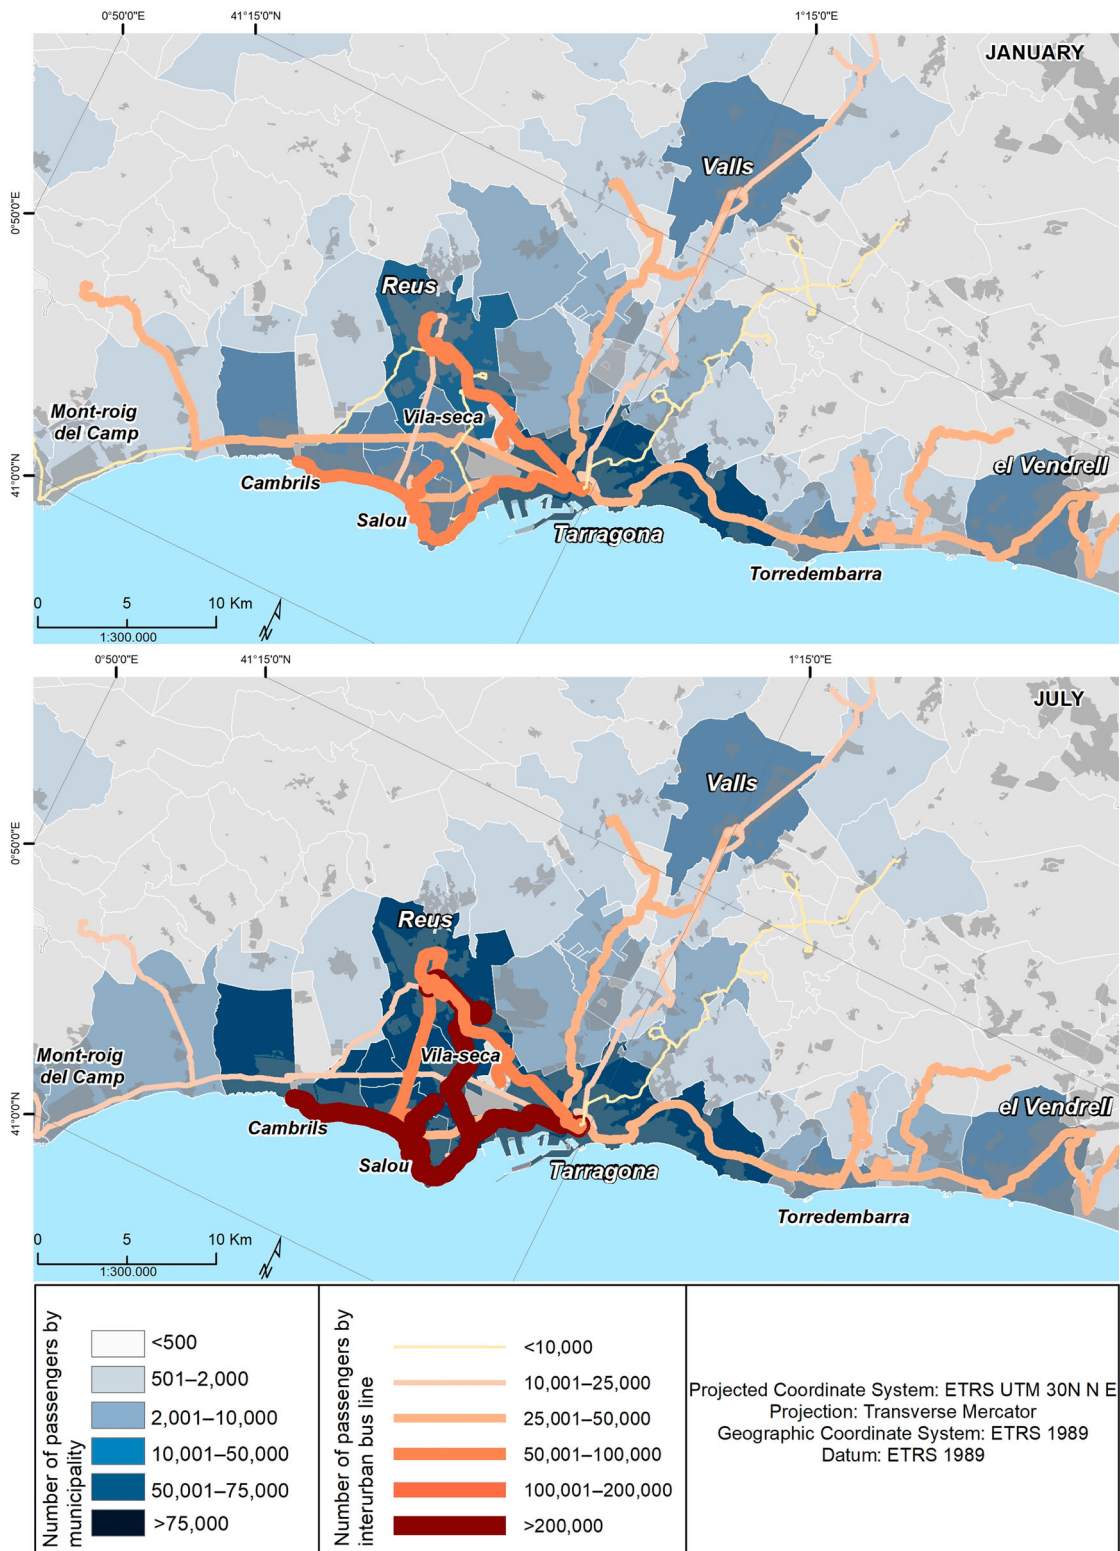 0°50'0"E
41°15'0"N
1°15'0"E
JANUARY
0°50'0"E
41°0'0"N
Valls
Reus
Mont-roig
del Camp
Vila-seca
Cambrils
Salou
Tarragona
el Vendrell
Torredembarra
0 5 10 Km
1:300.000
N
0°50'0"E
41°15'0"N
1°15'0"E
JULY
0°50'0"E
41°0'0"N
Valls
Reus
Mont-roig
del Camp
Vila-seca
Cambrils
Salou
Tarragona
el Vendrell
Torredembarra
0 5 10 Km
1:300.000
N
Number of passengers by
municipality
<500
501–2,000
2,001–10,000
10,001–50,000
50,001–75,000
>75,000
Number of passengers by
interurban bus line
<10,000
10,001–25,000
25,001–50,000
50,001–100,000
100,001–200,000
>200,000
Projected Coordinate System: ETRS UTM 30N N E
Projection: Transverse Mercator
Geographic Coordinate System: ETRS 1989
Datum: ETRS 1989